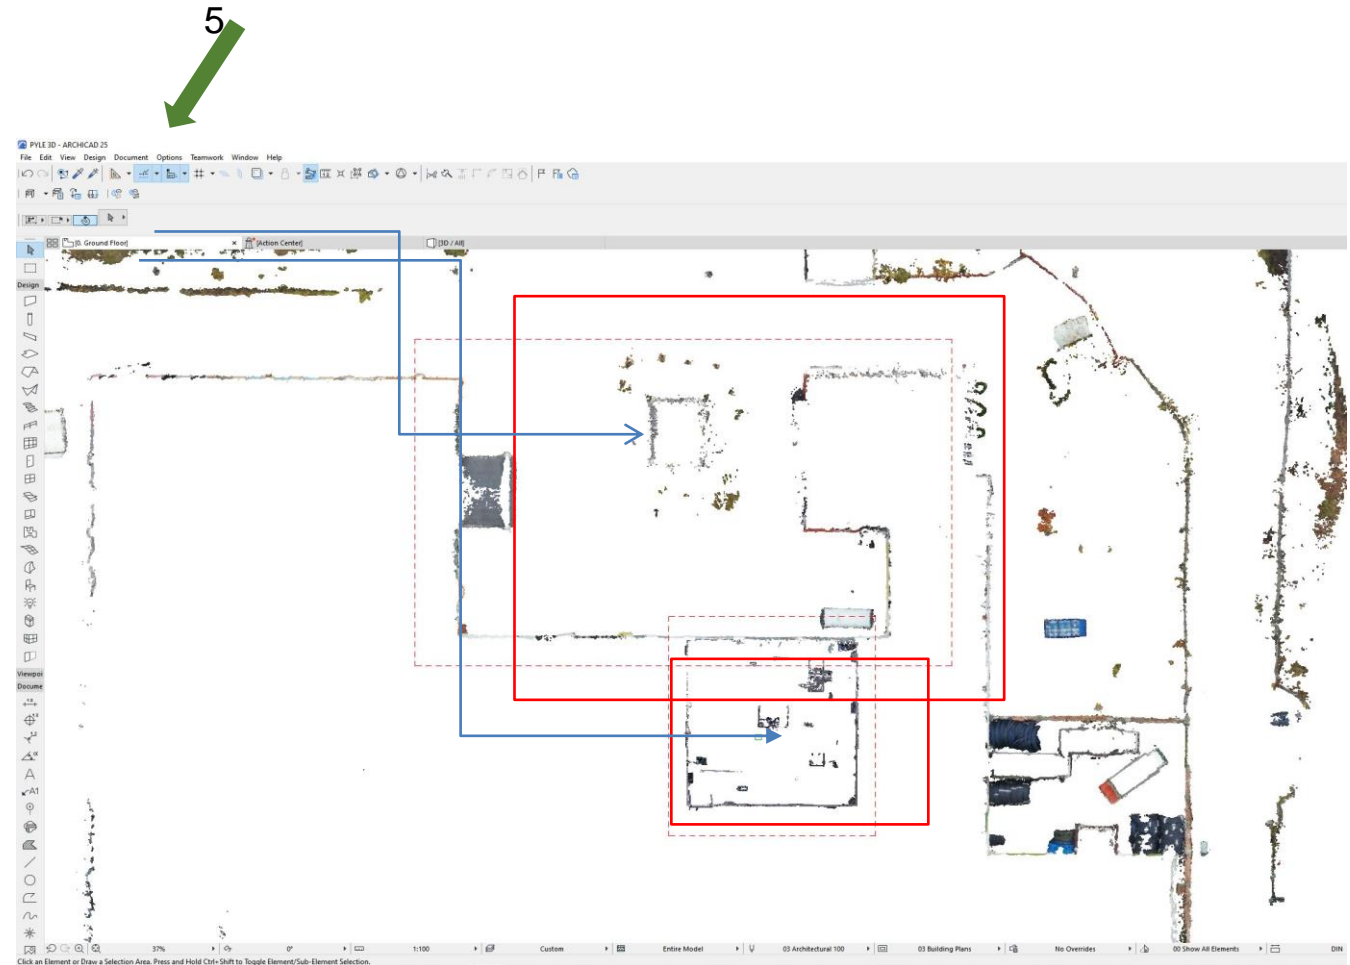 5
PYLE 3D - ARCHICAD 25
File Edit View Design Document Options Teamwork Window Help
[0. Ground Floor] × [Action Center] [3D / All]
Design
Viewpoi
Docume
A
A1
37% 0° 1:100 Custom Entire Model 03 Architectural 100 03 Building Plans No Overrides 00 Show All Elements DIN
Click an Element or Draw a Selection Area. Press and Hold Ctrl+Shift to Toggle Element/Sub-Element Selection.